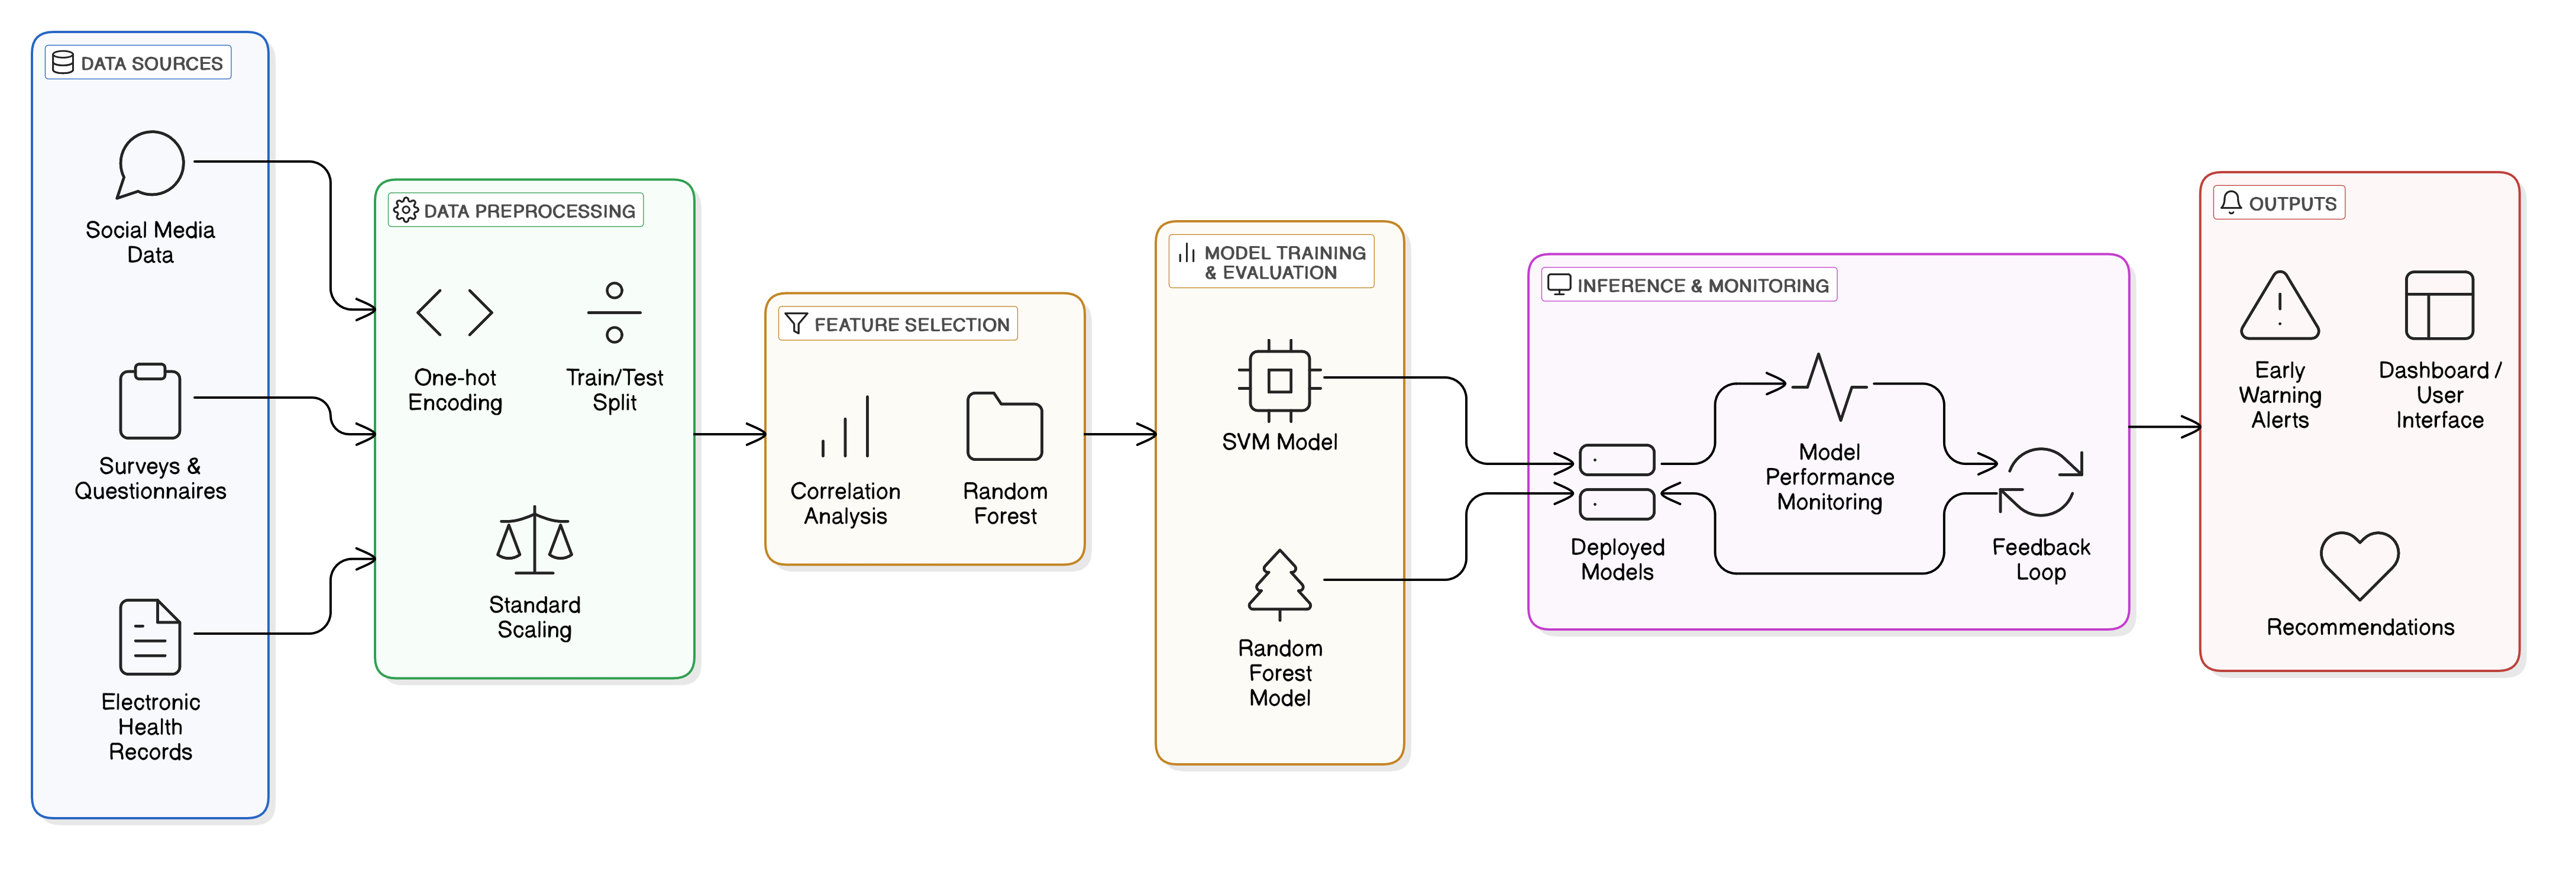 DATA SOURCES
Social Media
Data
Surveys &
Questionnaires
Electronic
Health
Records
DATA PREPROCESSING
One-hot
Encoding
Train/Test
Split
Standard
Scaling
FEATURE SELECTION
Correlation
Analysis
Random
Forest
MODEL TRAINING
& EVALUATION
SVM Model
Random
Forest
Model
INFERENCE & MONITORING
Deployed
Models
Model
Performance
Monitoring
Feedback
Loop
OUTPUTS
Early
Warning
Alerts
Dashboard /
User
Interface
Recommendations